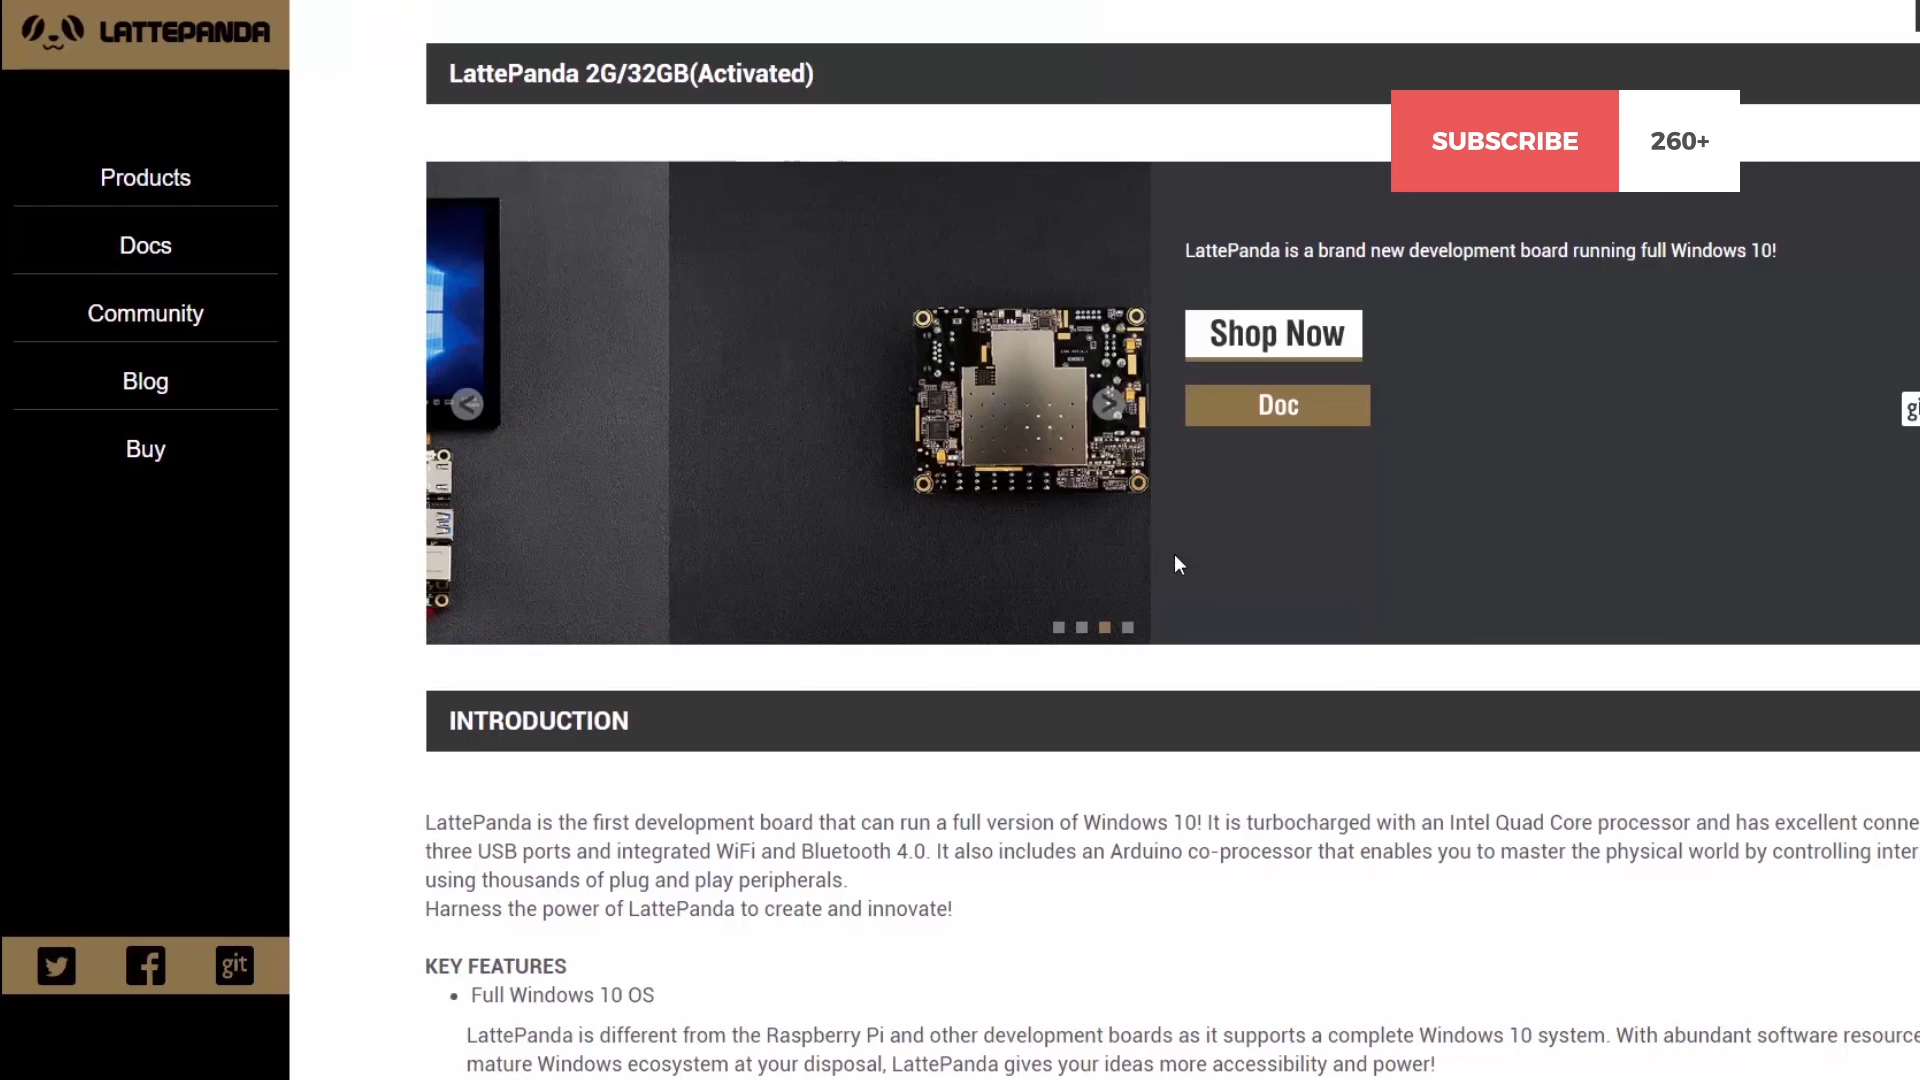 LATTEPANDA
LattePanda 2G/32GB(Activated)
SUBSCRIBE
260+
Products
Docs
Community
Blog
Buy
LattePanda is a brand new development board running full Windows 10!
Shop Now
Doc
<
>
INTRODUCTION
LattePanda is the first development board that can run a full version of Windows 10! It is turbocharged with an Intel Quad Core processor and has excellent conne
three USB ports and integrated WiFi and Bluetooth 4.0. It also includes an Arduino co-processor that enables you to master the physical world by controlling inter
using thousands of plug and play peripherals.
Harness the power of LattePanda to create and innovate!
KEY FEATURES
• Full Windows 10 OS
LattePanda is different from the Raspberry Pi and other development boards as it supports a complete Windows 10 system. With abundant software resource
mature Windows ecosystem at your disposal, LattePanda gives your ideas more accessibility and power!
git